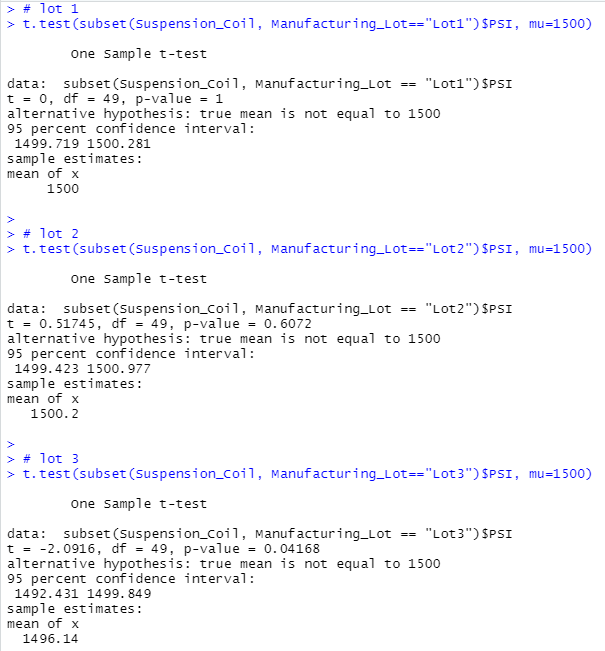 > # lot 1
> t.test(subset(Suspension_Coil, Manufacturing_Lot=="Lot1")$PSI, mu=1500)
One Sample t-test
data:  subset(Suspension_Coil, Manufacturing_Lot == "Lot1")$PSI
t = 0, df = 49, p-value = 1
alternative hypothesis: true mean is not equal to 1500
95 percent confidence interval:
1499.719 1500.281
sample estimates:
mean of x
1500
>
> # lot 2
> t.test(subset(Suspension_Coil, Manufacturing_Lot=="Lot2")$PSI, mu=1500)
One Sample t-test
data:  subset(Suspension_Coil, Manufacturing_Lot == "Lot2")$PSI
t = 0.51745, df = 49, p-value = 0.6072
alternative hypothesis: true mean is not equal to 1500
95 percent confidence interval:
1499.423 1500.977
sample estimates:
mean of x
1500.2
>
> # lot 3
> t.test(subset(Suspension_Coil, Manufacturing_Lot=="Lot3")$PSI, mu=1500)
One Sample t-test
data:  subset(Suspension_Coil, Manufacturing_Lot == "Lot3")$PSI
t = -2.0916, df = 49, p-value = 0.04168
alternative hypothesis: true mean is not equal to 1500
95 percent confidence interval:
1492.431 1499.849
sample estimates:
mean of x
1496.14